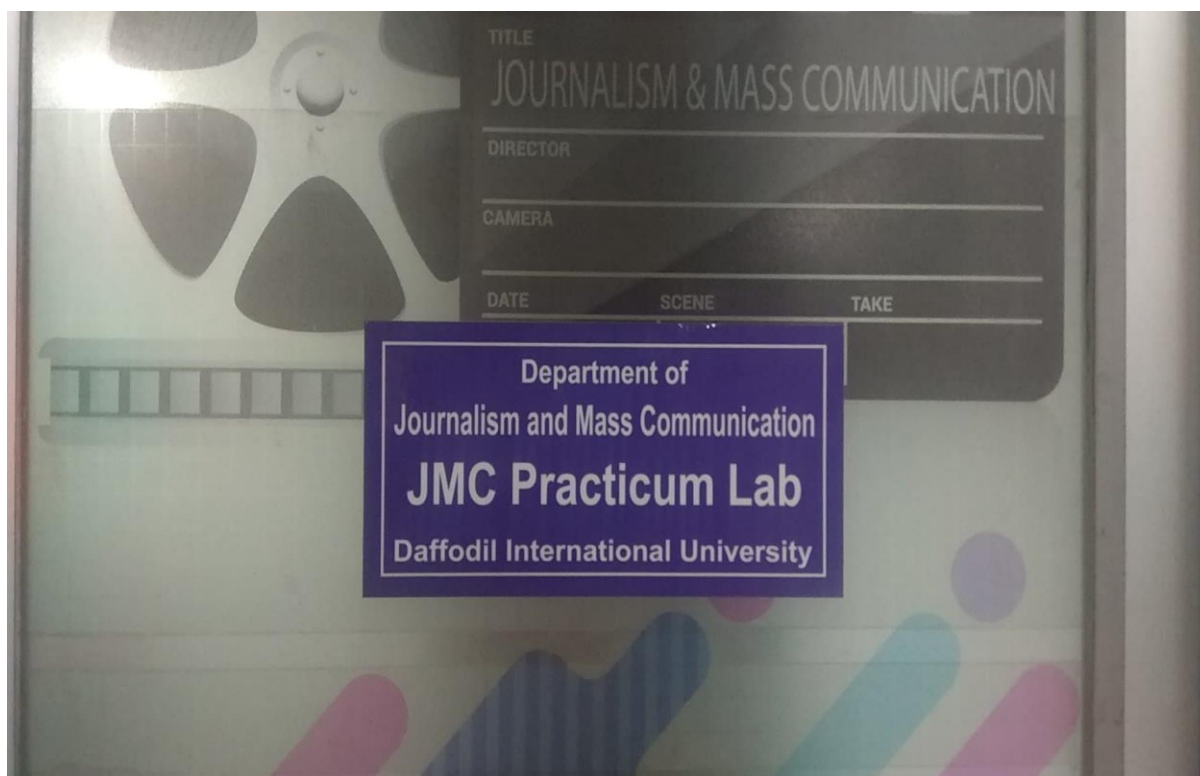 TITLE
JOURNALISM & MASS COMMUNICATION
DIRECTOR
CAMERA
DATE SCENE TAKE
Department of
Journalism and Mass Communication
JMC Practicum Lab
Daffodil International University